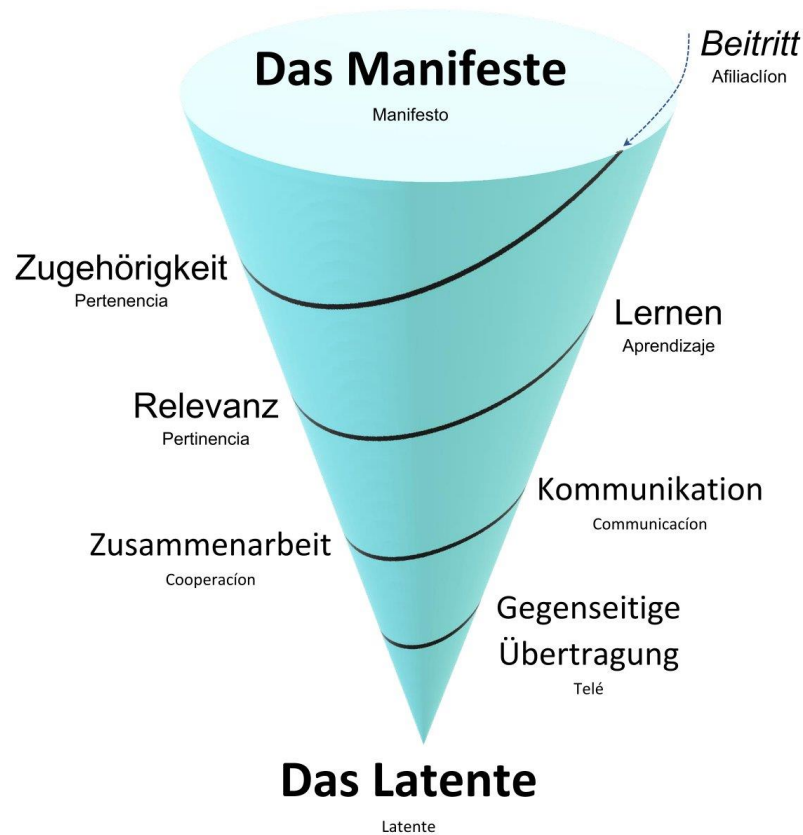 Das Manifeste
Manifesto
Beitritt
Afiliaclíon
Zugehörigkeit
Pertenencia
Lernen
Aprendizaje
Relevanz
Pertinencia
Kommunikation
Communicacíon
Zusammenarbeit
Cooperacíon
Gegenseitige
Übertragung
Telé
Das Latente
Latente